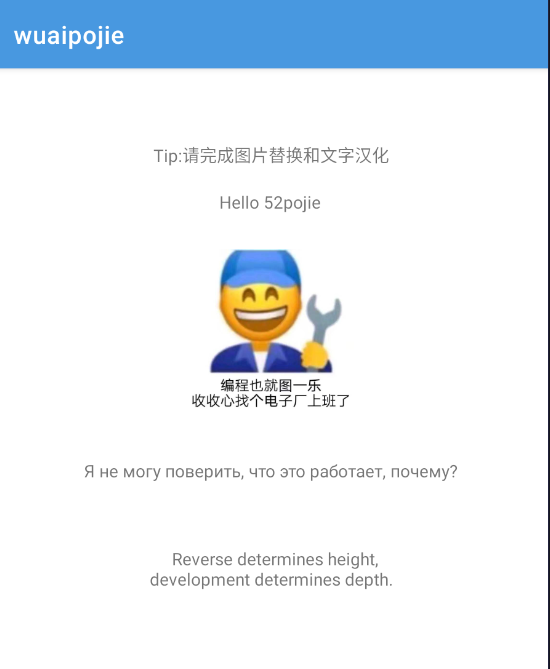 wuaipojie
Tip:请完成图片替换和文字汉化
Hello 52pojie
编程也就图一乐
收收心找个电子厂上班了
Я не могу поверить, что это работает, почему?
Reverse determines height,
development determines depth.